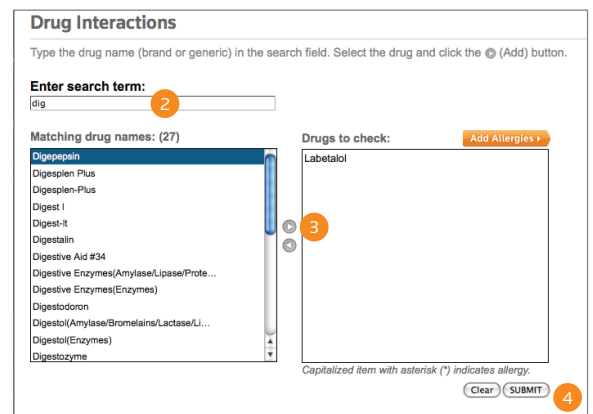 Drug Interactions
Type the drug name (brand or generic) in the search field. Select the drug and click the (Add) button.
Enter search term:
dig
2
Matching drug names: (27)
Digepepsin
Digesplen Plus
Digesplen-Plus
Digest I
Digest-It
Digestalin
Digestive Aid #34
Digestive Enzymes(Amylase/Lipase/Prote...
Digestive Enzymes(Enzymes)
Digestodoron
Digestol(Amylase/Bromelains/Lactase/Li...
Digestol(Enzymes)
Digestozyme
3
Drugs to check:
Add Allergies
Labetalol
Capitalized item with asterisk (*) indicates allergy.
Clear SUBMIT
4